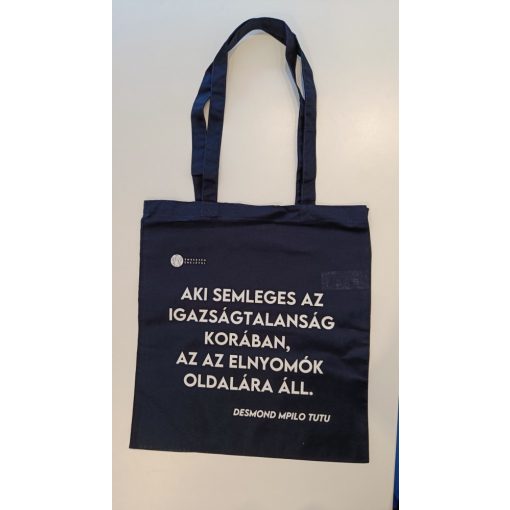 AKI SEMLEGES AZ
IGAZSÁGTALANSÁG
KORÁBAN,
AZ AZ ELNYOMÓK
OLDALÁRA ÁLL.
DESMOND MPILO TUTU